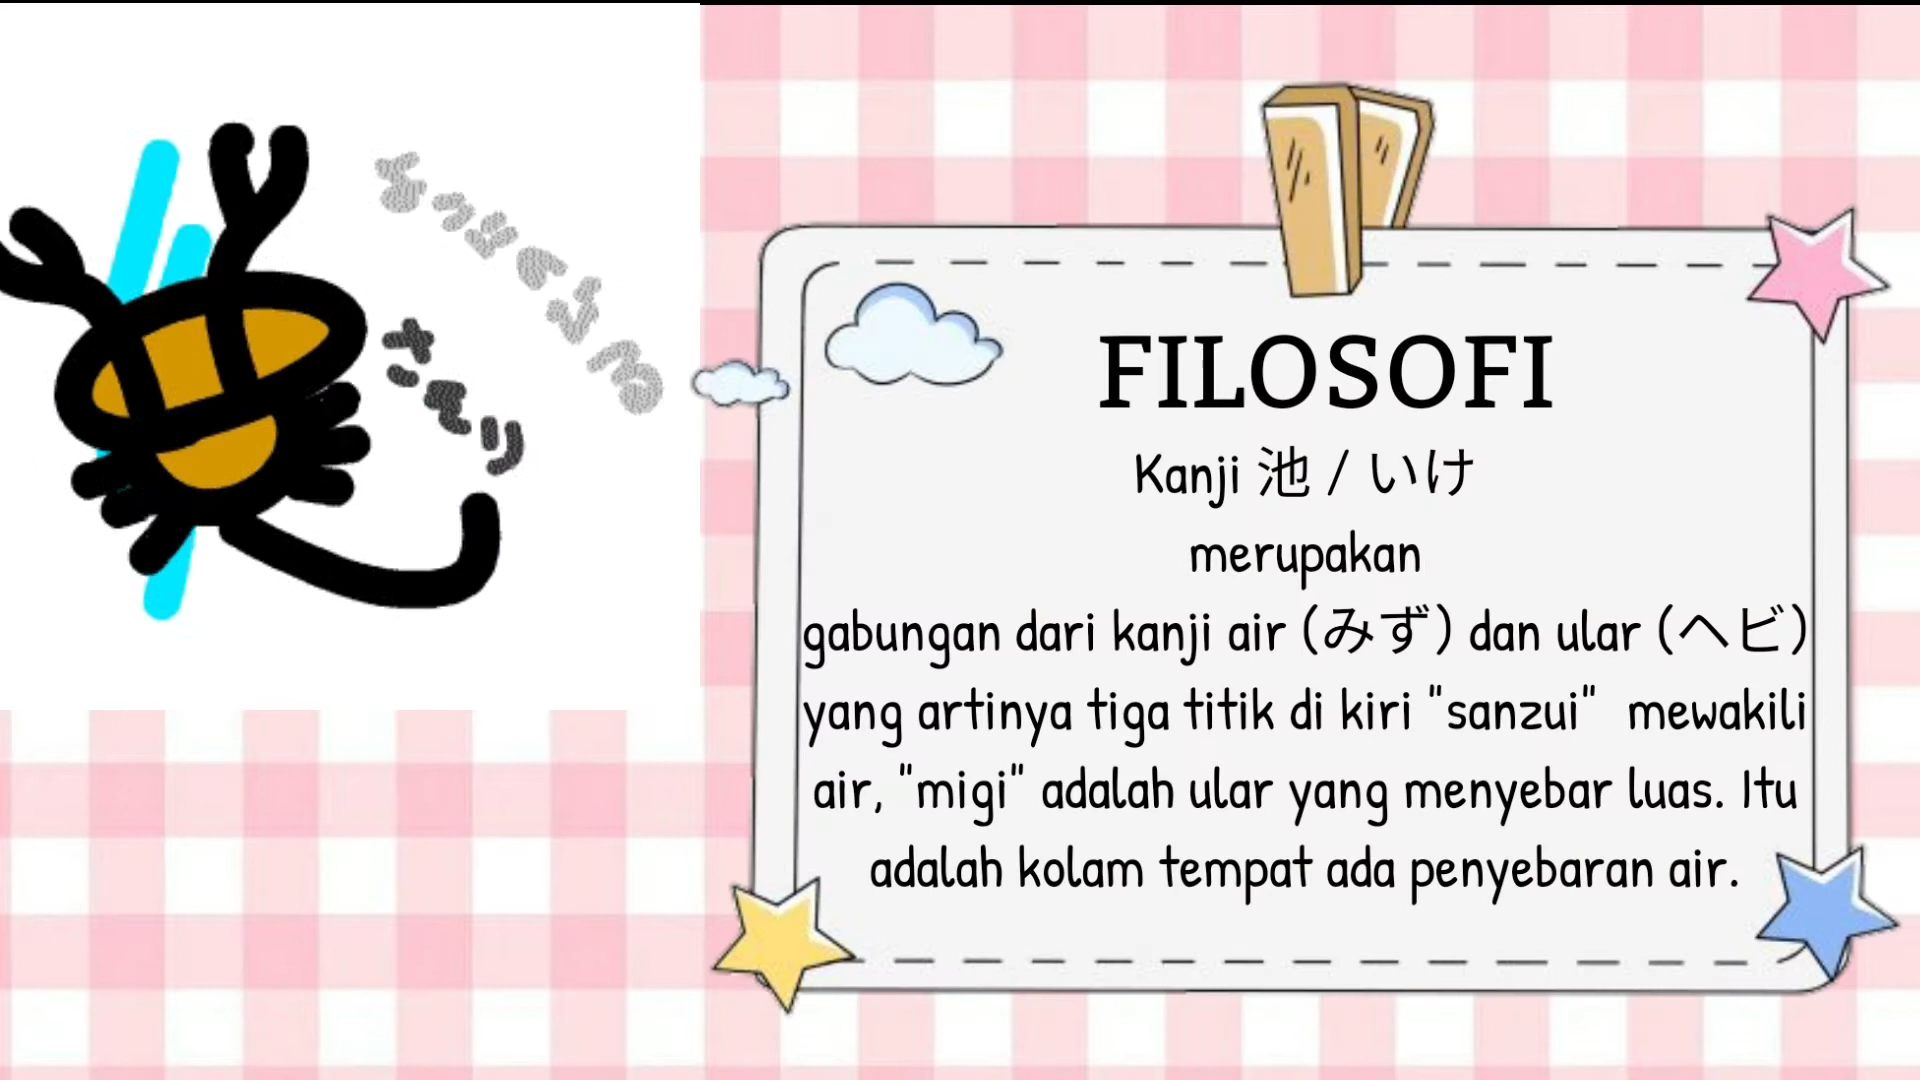 さそり
FILOSOFI
Kanji 池 / いけ
merupakan
gabungan dari kanji air (みず) dan ular (ヘビ)
yang artinya tiga titik di kiri "sanzui" mewakili
air, "migi" adalah ular yang menyebar luas. Itu
adalah kolam tempat ada penyebaran air.